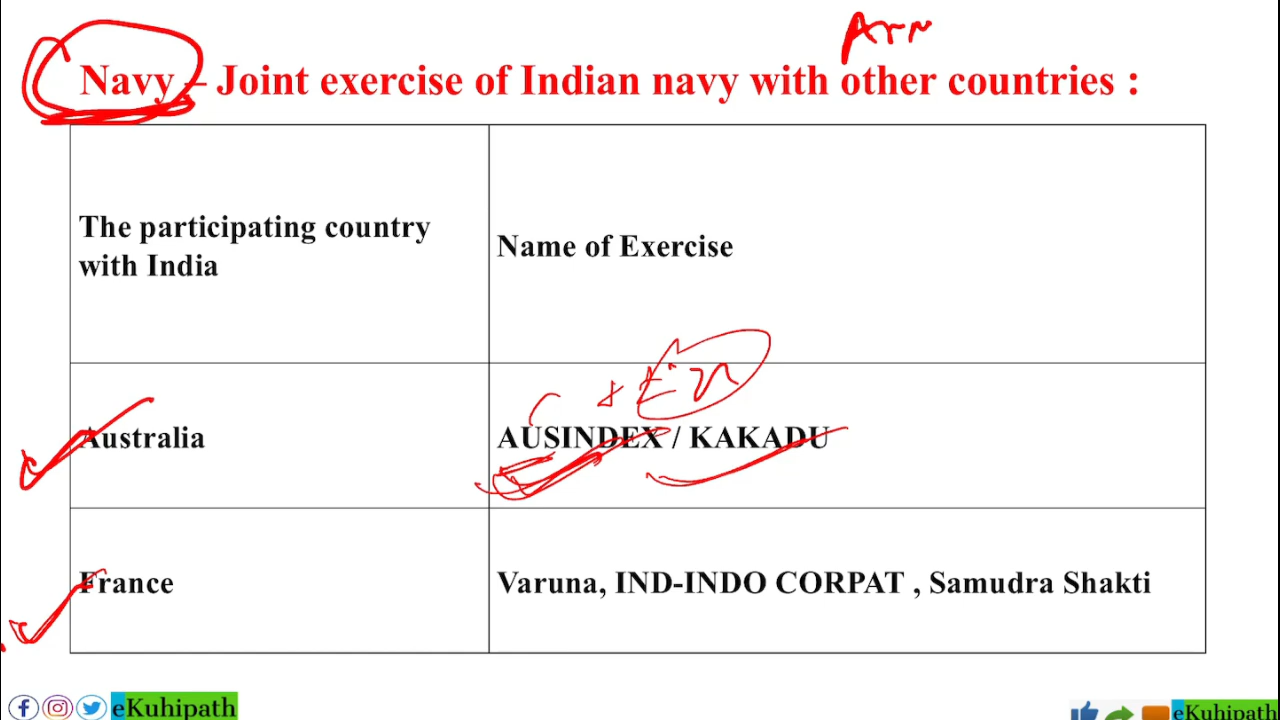 Arm
Navy – Joint exercise of Indian navy with other countries :
The participating country
with India
Name of Exercise
Australia
AUSINDEX / KAKADU
France
Varuna, IND-INDO CORPAT , Samudra Shakti
eKuhipath
eKuhipath